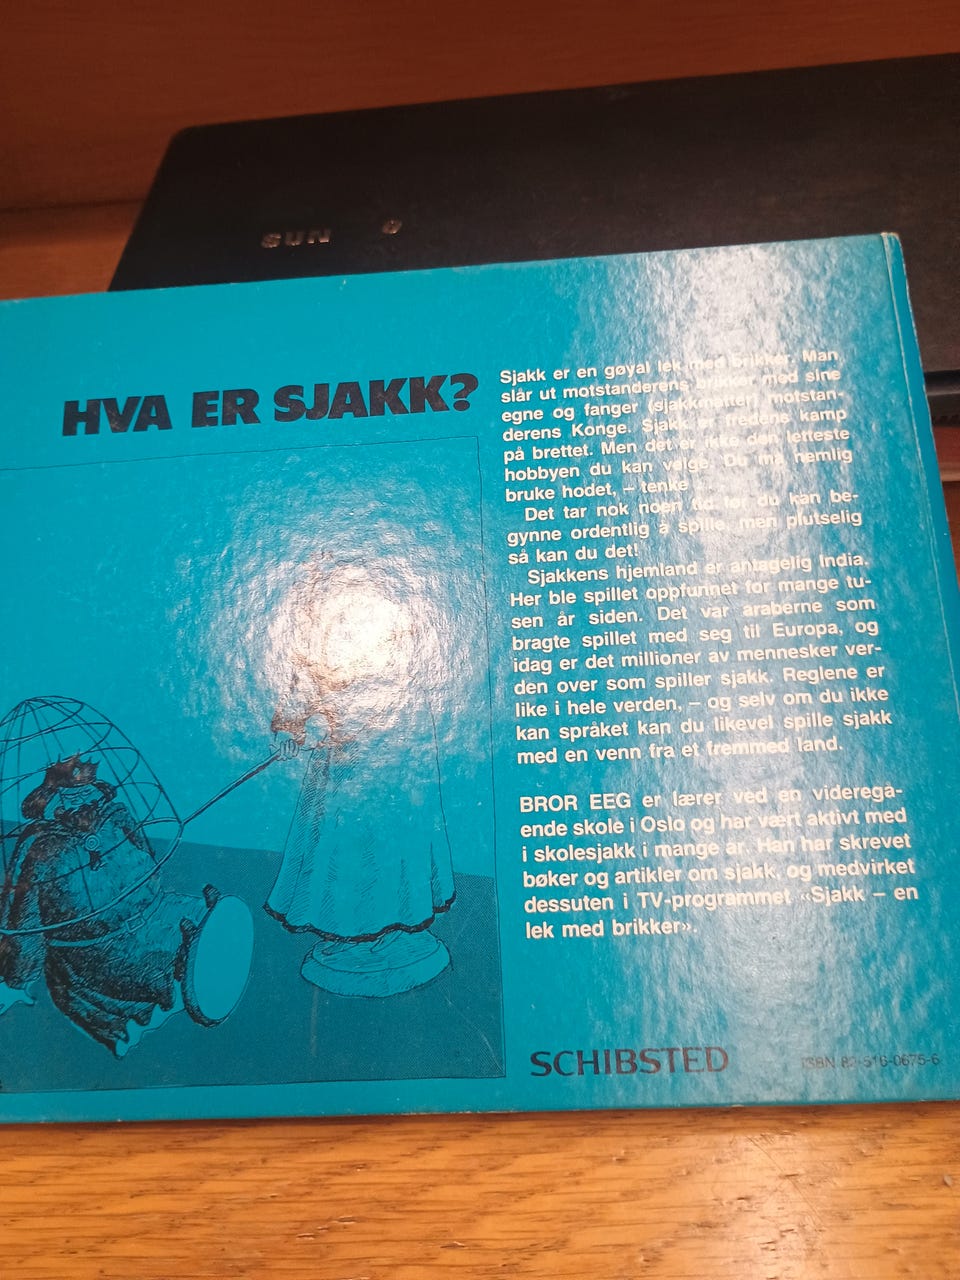 SUN
HVA ER SJAKK?
Sjakk er en gøyal lek med brikker. Man
slår ut motstanderens brikker med sine
egne og fanger (sjakkmatter) motstan-
derens Konge. Sjakk er fredens kamp
på brettet. Men det er ikke den letteste
hobbyen du kan velge. Du må nemlig
bruke hodet, – tenke
Det tar nok noen tid før du kan be-
gynne ordentlig å spille, men plutselig
så kan du det!
Sjakkens hjemland er antagelig India.
Her ble spillet oppfunnet for mange tu-
sen år siden. Det var araberne som
bragte spillet med seg til Europa, og
idag er det millioner av mennesker ver-
den over som spiller sjakk. Reglene er
like i hele verden, – og selv om du ikke
kan språket kan du likevel spille sjakk
med en venn fra et fremmed land.
BROR EEG er lærer ved en viderega-
ende skole i Oslo og har vært aktivt med
i skolesjakk i mange år. Han har skrevet
bøker og artikler om sjakk, og medvirket
dessuten i TV-programmet «Sjakk – en
lek med brikker».
SCHIBSTED
ISBN 82-516-0675-6